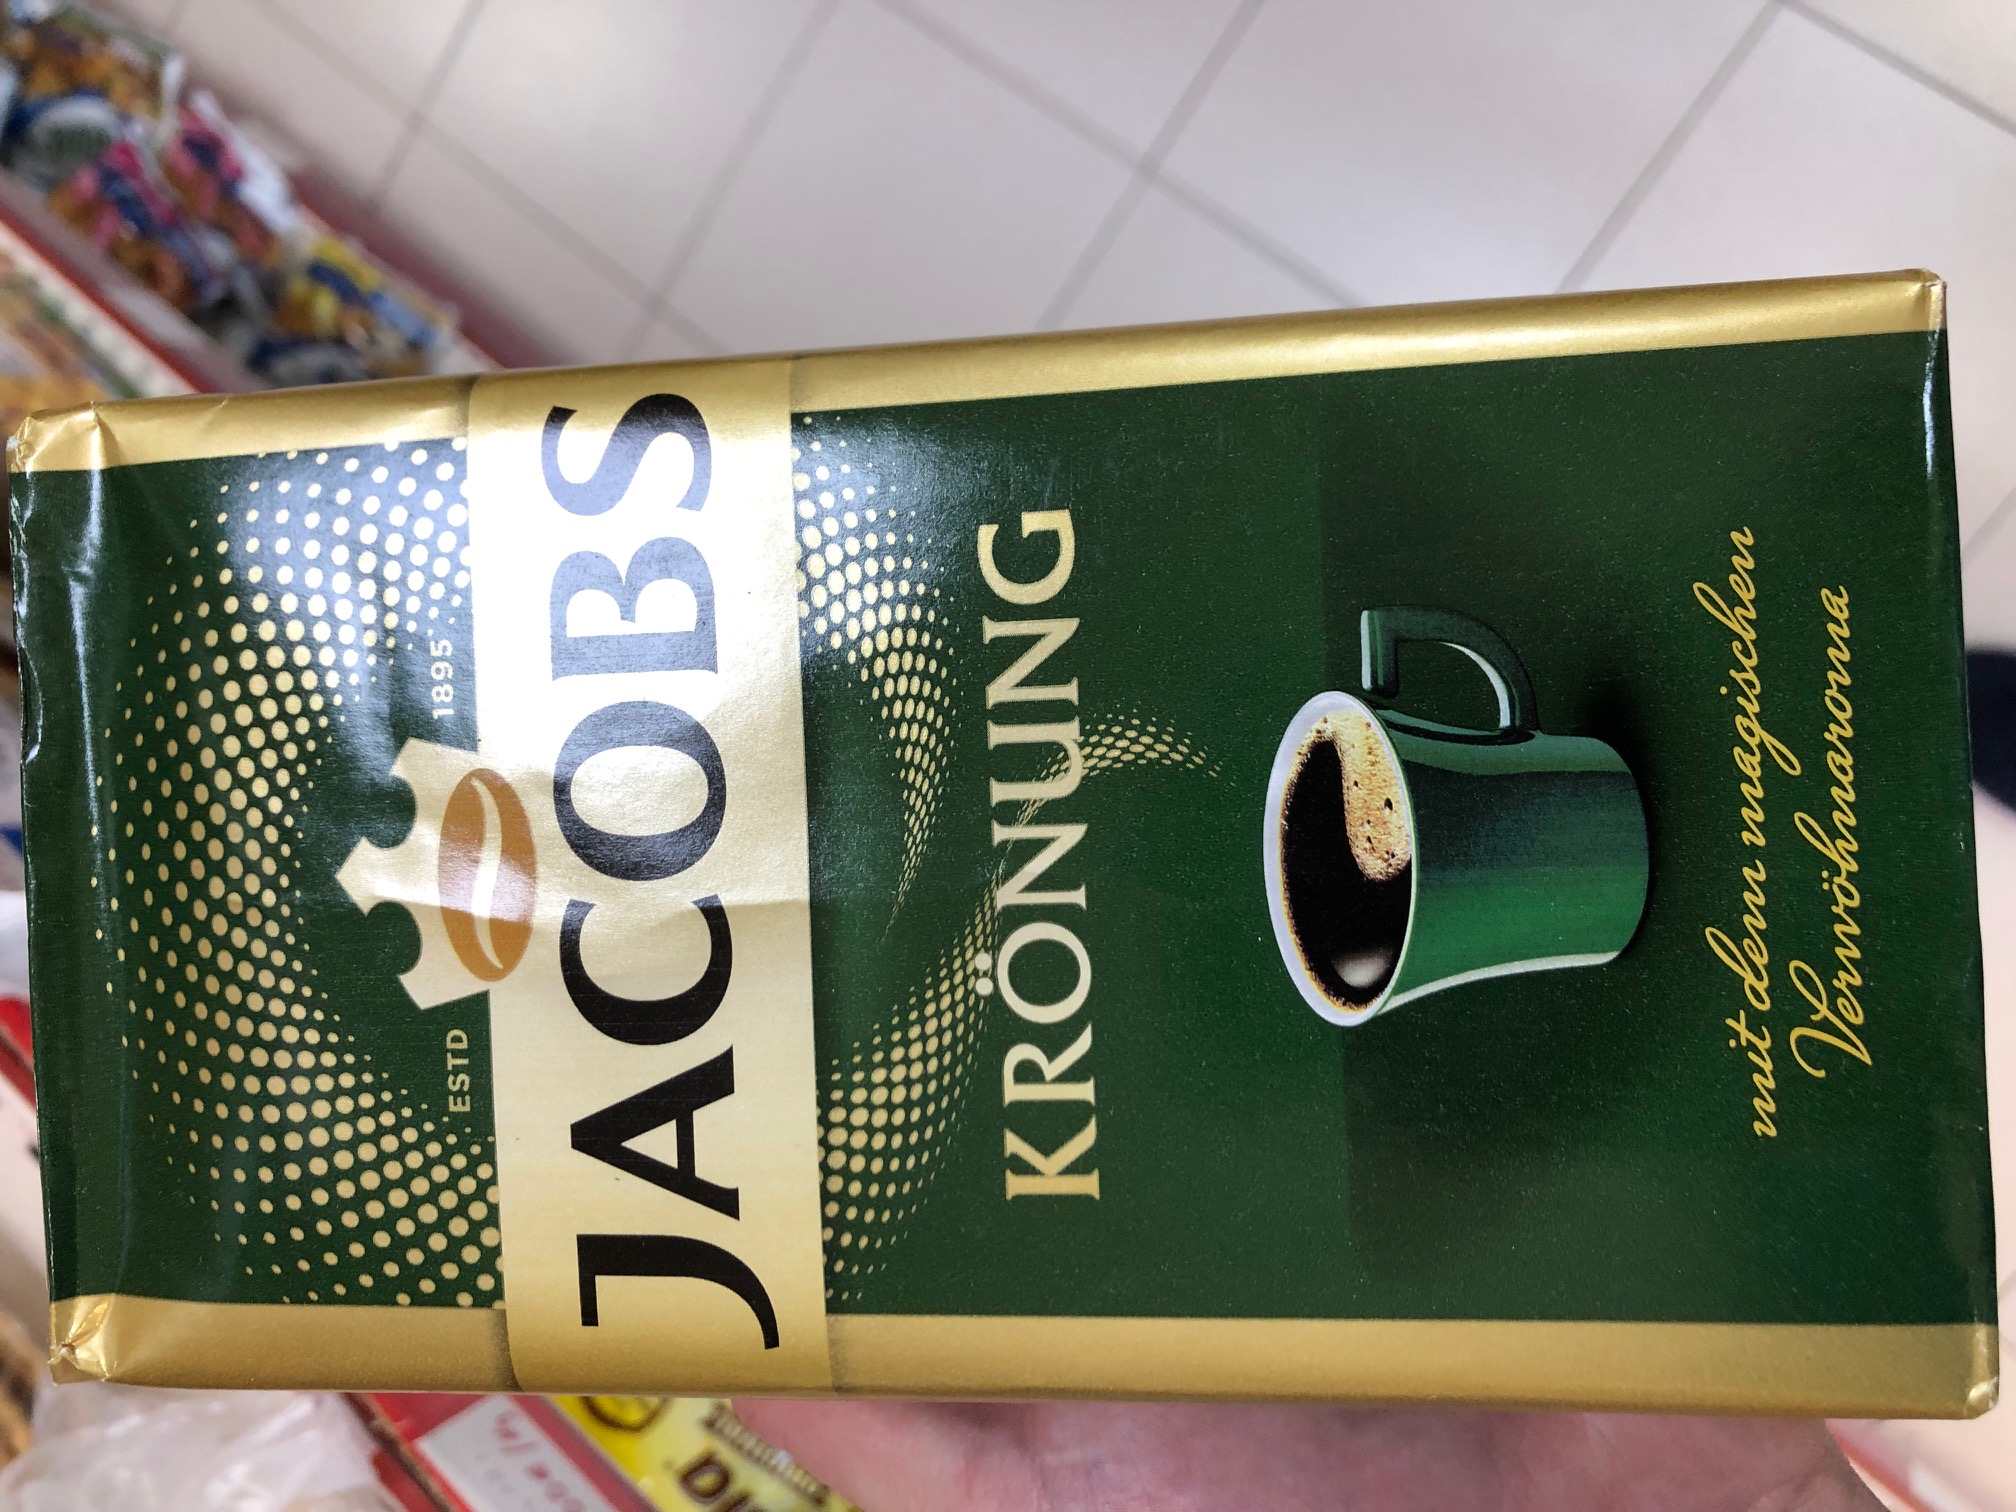 ESTD 1895
JACOBS
KRÖNUNG
mit dem magischen
Verwöhnaroma